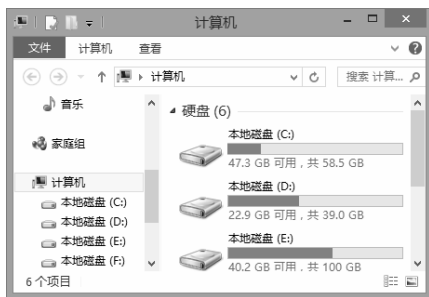 计算机
文件 计算机 查看
计算机 搜索 计算...
音乐
家庭组
计算机
本地磁盘 (C:)
本地磁盘 (D:)
本地磁盘 (E:)
本地磁盘 (F:)
硬盘 (6)
本地磁盘 (C:)
47.3 GB 可用，共 58.5 GB
本地磁盘 (D:)
22.9 GB 可用，共 39.0 GB
本地磁盘 (E:)
40.2 GB 可用，共 100 GB
6 个项目